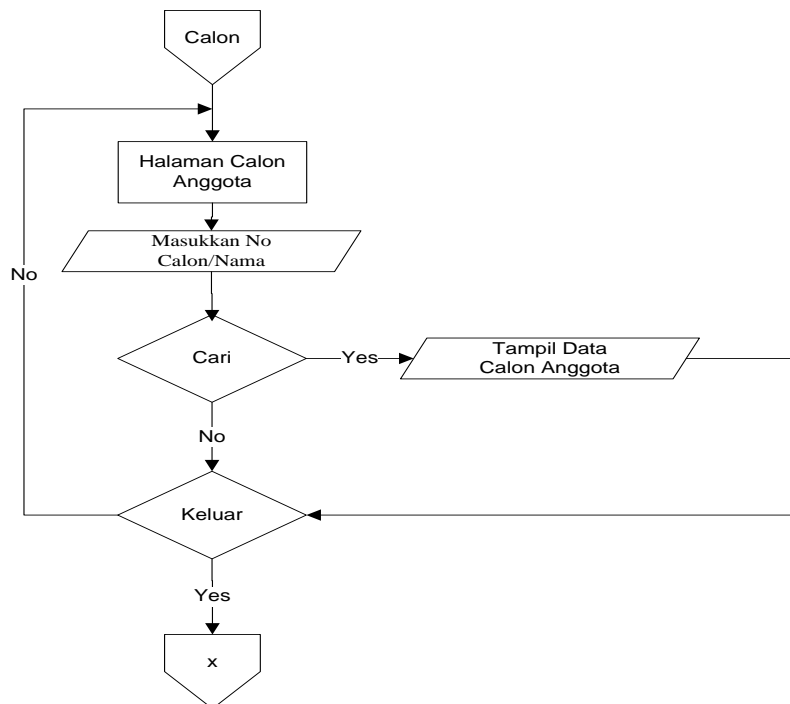 Calon
Halaman Calon
Anggota
Masukkan No
Calon/Nama
No
Cari
Yes
Tampil Data
Calon Anggota
No
Keluar
Yes
x